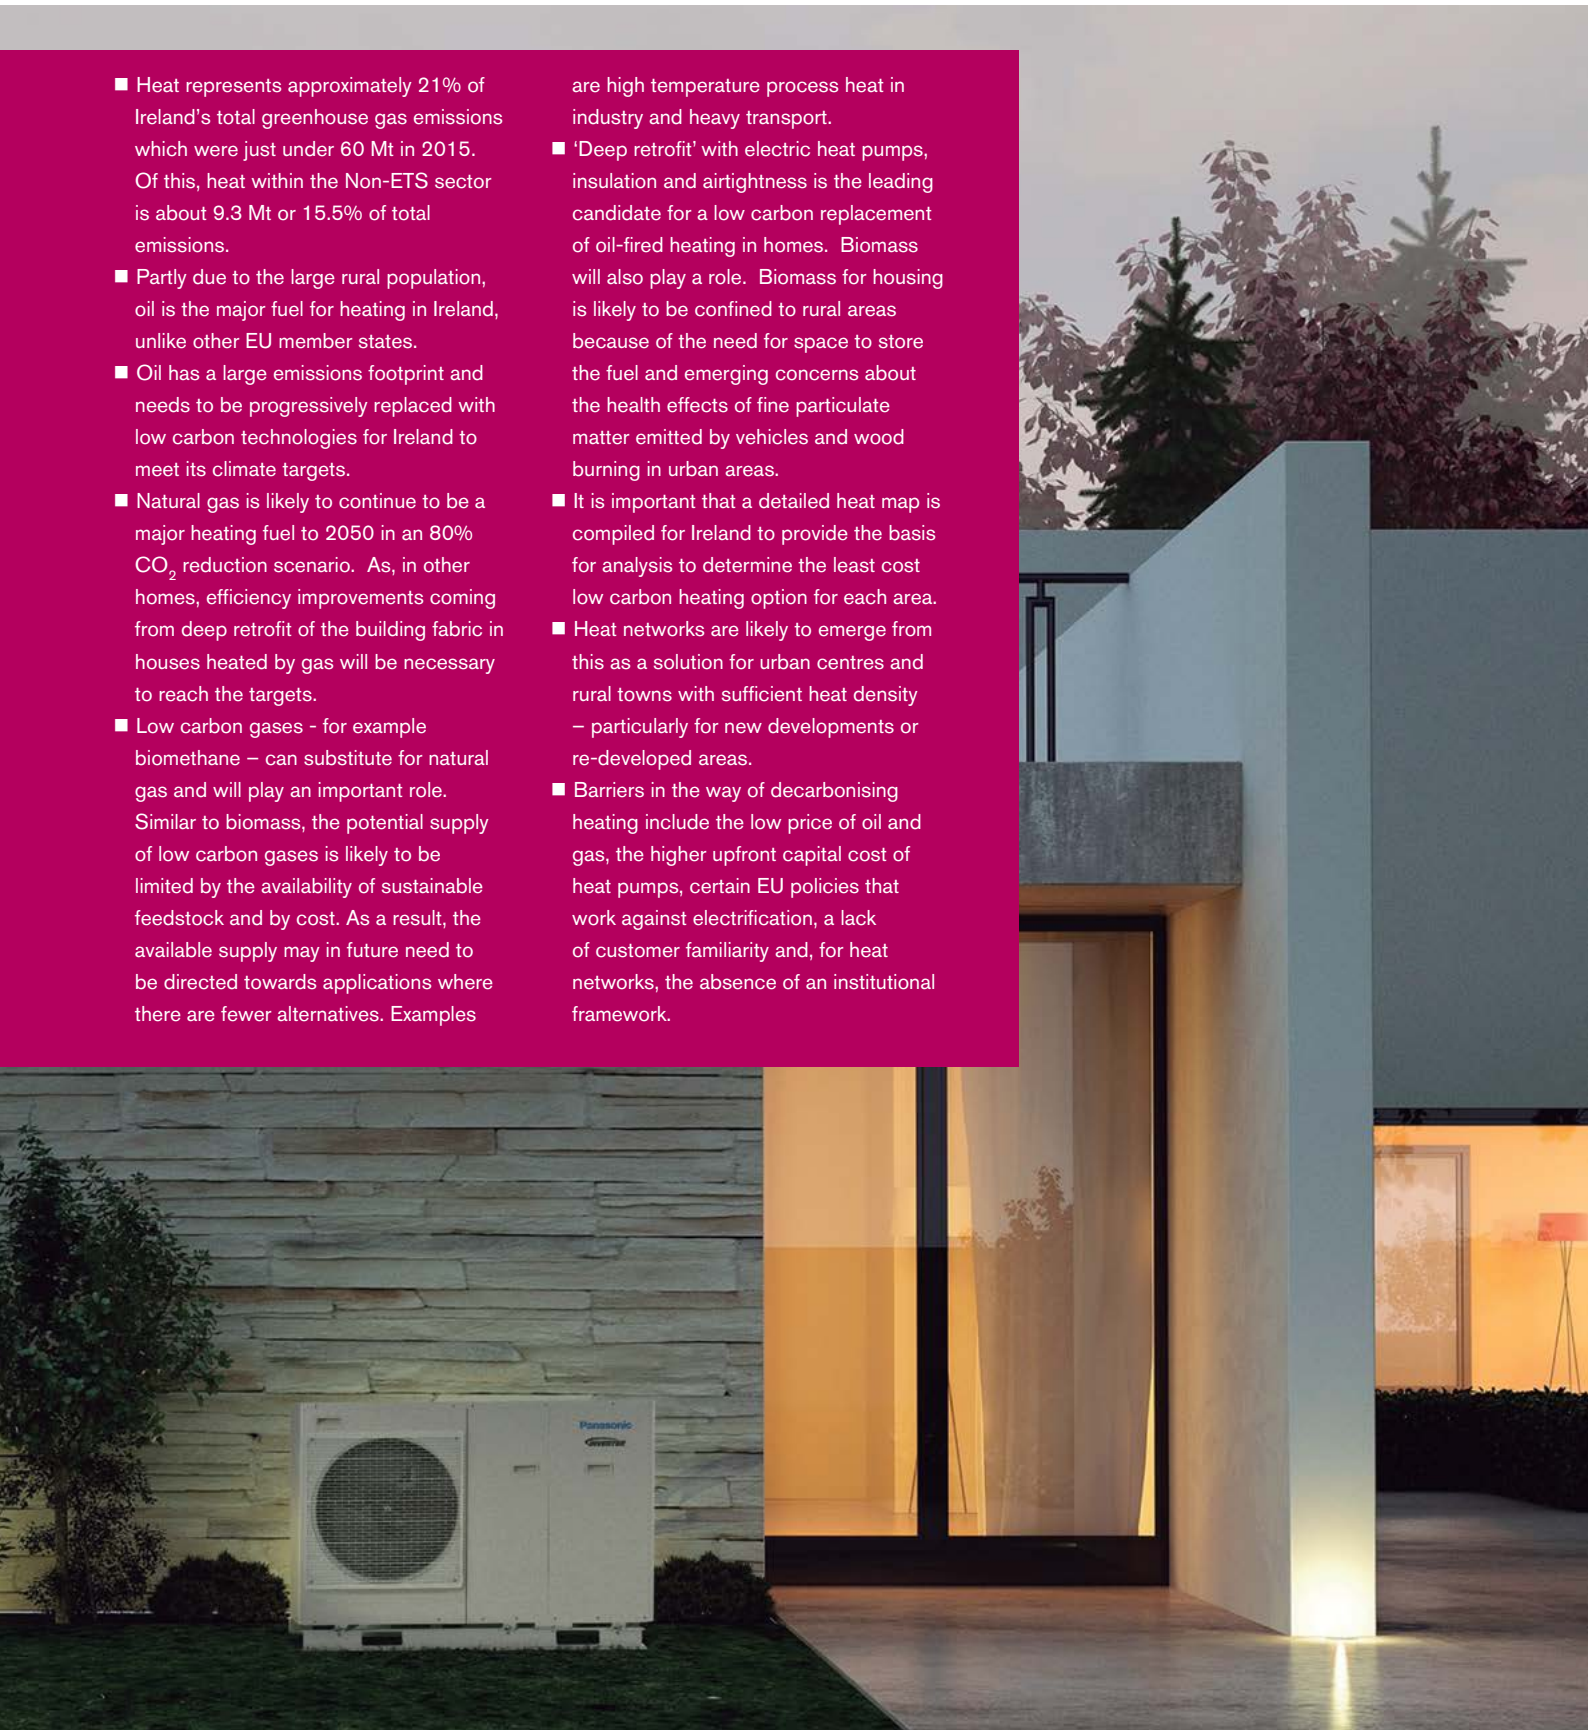 ■ Heat represents approximately 21% of
Ireland's total greenhouse gas emissions
which were just under 60 Mt in 2015.
Of this, heat within the Non-ETS sector
is about 9.3 Mt or 15.5% of total
emissions.
■ Partly due to the large rural population,
oil is the major fuel for heating in Ireland,
unlike other EU member states.
■ Oil has a large emissions footprint and
needs to be progressively replaced with
low carbon technologies for Ireland to
meet its climate targets.
■ Natural gas is likely to continue to be a
major heating fuel to 2050 in an 80%
CO₂ reduction scenario.  As, in other
homes, efficiency improvements coming
from deep retrofit of the building fabric in
houses heated by gas will be necessary
to reach the targets.
■ Low carbon gases - for example
biomethane – can substitute for natural
gas and will play an important role.
Similar to biomass, the potential supply
of low carbon gases is likely to be
limited by the availability of sustainable
feedstock and by cost. As a result, the
available supply may in future need to
be directed towards applications where
there are fewer alternatives. Examples
are high temperature process heat in
industry and heavy transport.
■ ‘Deep retrofit’ with electric heat pumps,
insulation and airtightness is the leading
candidate for a low carbon replacement
of oil-fired heating in homes.  Biomass
will also play a role.  Biomass for housing
is likely to be confined to rural areas
because of the need for space to store
the fuel and emerging concerns about
the health effects of fine particulate
matter emitted by vehicles and wood
burning in urban areas.
■ It is important that a detailed heat map is
compiled for Ireland to provide the basis
for analysis to determine the least cost
low carbon heating option for each area.
■ Heat networks are likely to emerge from
this as a solution for urban centres and
rural towns with sufficient heat density
– particularly for new developments or
re-developed areas.
■ Barriers in the way of decarbonising
heating include the low price of oil and
gas, the higher upfront capital cost of
heat pumps, certain EU policies that
work against electrification, a lack
of customer familiarity and, for heat
networks, the absence of an institutional
framework.
Panasonic
INVERTER